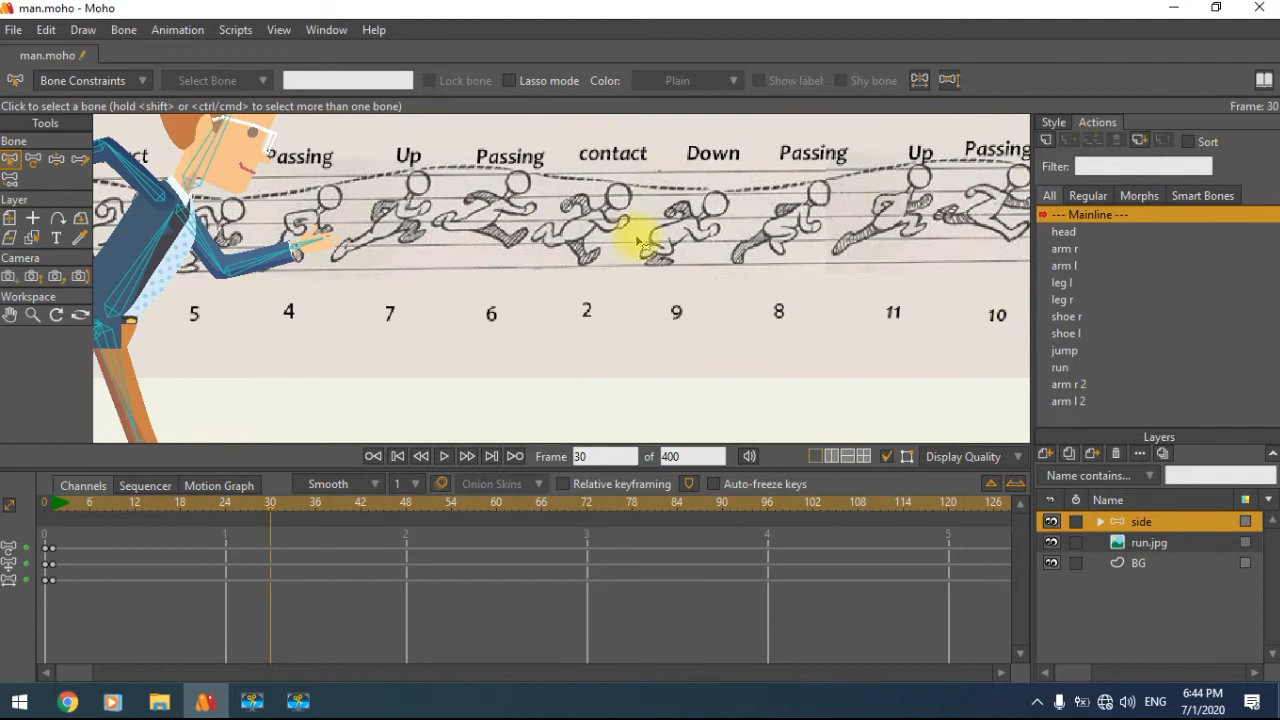 man.moho - Moho
File Edit Draw Bone Animation Scripts View Window Help
man.moho
Bone Constraints Select Bone Lock bone Lasso mode Color: Plain Show label Shy bone
Click to select a bone (hold <shift> or <ctrl/cmd> to select more than one bone) Frame: 30
Tools
Bone
Layer
Camera
Workspace
Passing Up Passing contact Down Passing Up Passing
5 4 7 6 2 9 8 11 10
Style Actions
Sort
Filter:
All Regular Morphs Smart Bones
--- Mainline ---
head
arm r
arm l
leg l
leg r
shoe r
shoe l
jump
run
arm r 2
arm l 2
Layers
Name contains...
Name
side
run.jpg
BG
Frame 30 of 400 Display Quality
Channels Sequencer Motion Graph Smooth 1 Onion Skins Relative keyframing Auto-freeze keys
0 6 12 18 24 30 36 42 48 54 60 66 72 78 84 90 96 102 108 114 120 126
0 1 2 3 4 5
ENG
6:44 PM
7/1/2020